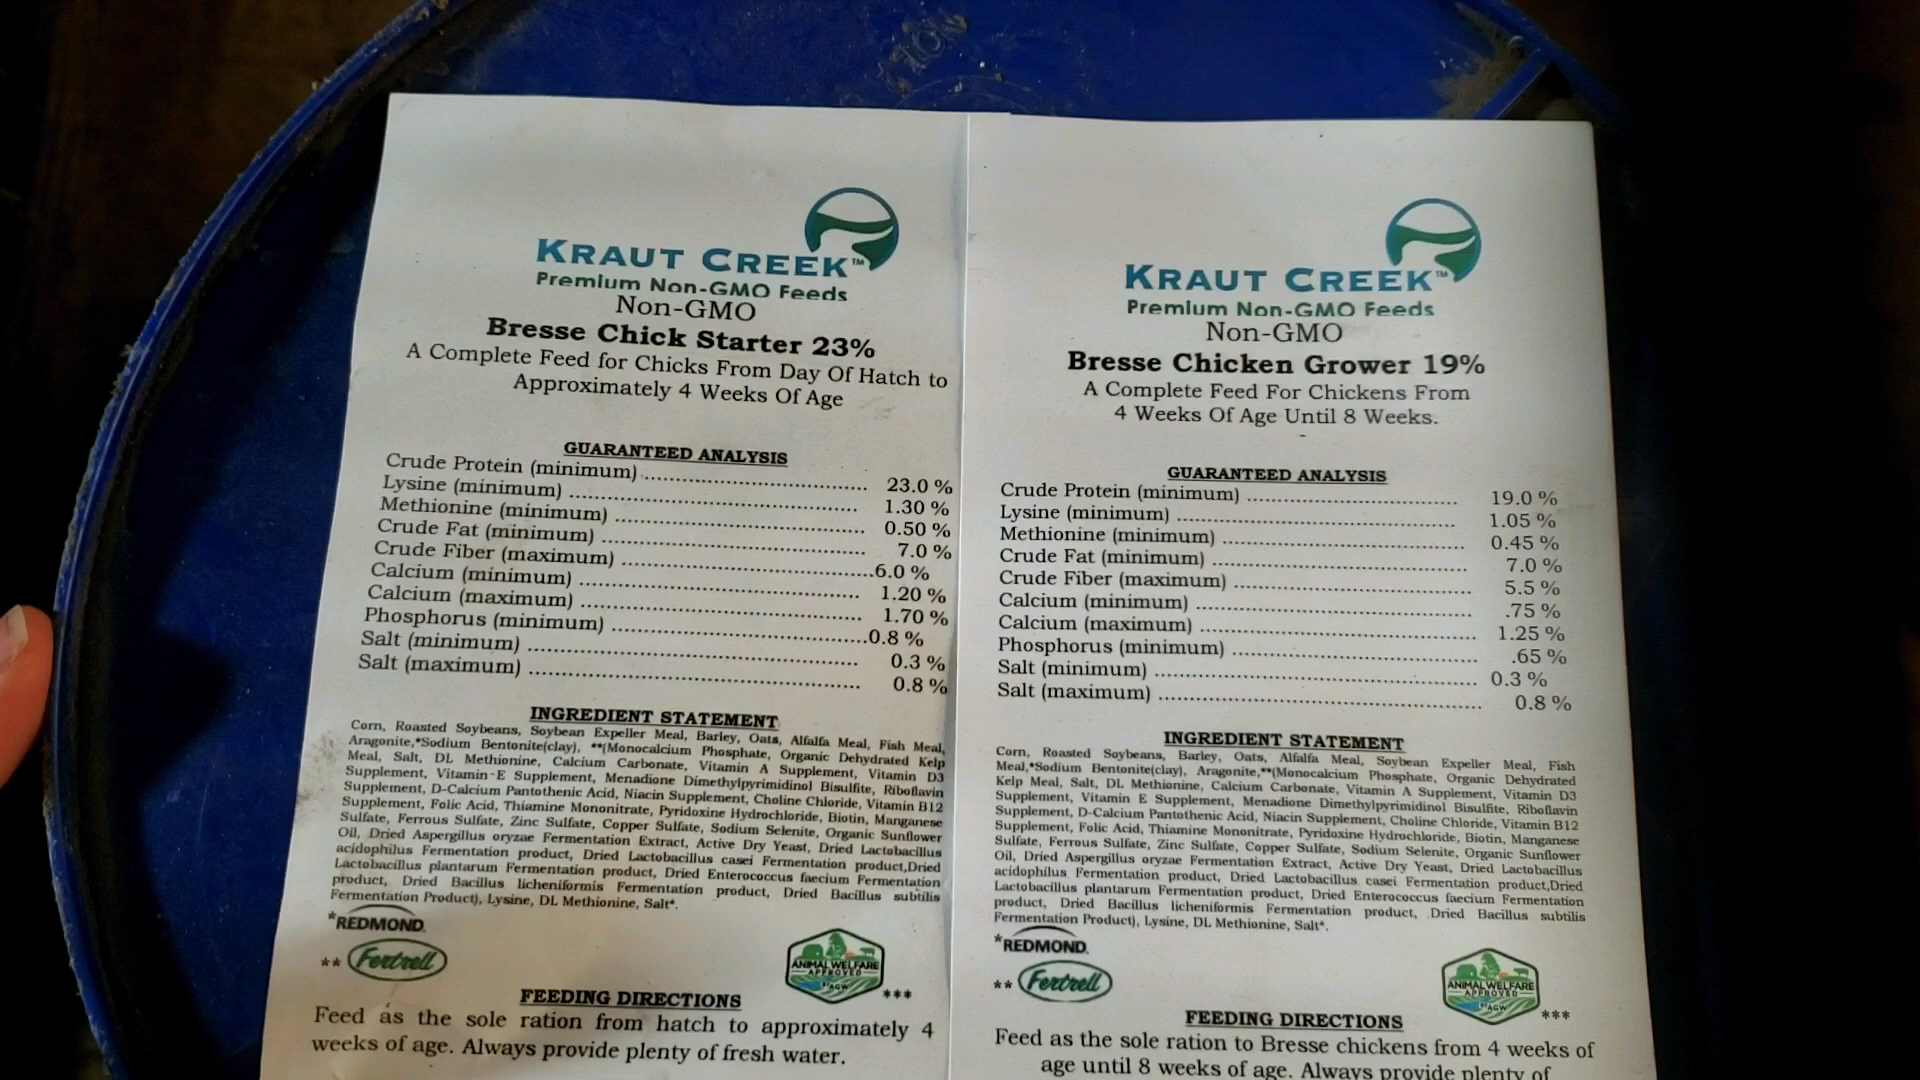 KRAUT CREEK™
Premium Non-GMO Feeds
Non-GMO
Bresse Chick Starter 23%
A Complete Feed for Chicks From Day Of Hatch to
Approximately 4 Weeks Of Age
GUARANTEED ANALYSIS
Crude Protein (minimum) .......... 23.0 %
Lysine (minimum) .......... 1.30 %
Methionine (minimum) .......... 0.50 %
Crude Fat (minimum) .......... 7.0 %
Crude Fiber (maximum) .......... 6.0 %
Calcium (minimum) .......... 1.20 %
Calcium (maximum) .......... 1.70 %
Phosphorus (minimum) .......... 0.8 %
Salt (minimum) .......... 0.3 %
Salt (maximum) .......... 0.8 %
INGREDIENT STATEMENT
Corn, Roasted Soybeans, Soybean Expeller Meal, Barley, Oats, Alfalfa Meal, Fish Meal,
Aragonite,*Sodium Bentonite(clay), **(Monocalcium Phosphate, Organic Dehydrated Kelp
Meal, Salt, DL Methionine, Calcium Carbonate, Vitamin A Supplement, Vitamin D3
Supplement, Vitamin-E Supplement, Menadione Dimethylpyrimidinol Bisulfite, Riboflavin
Supplement, D-Calcium Pantothenic Acid, Niacin Supplement, Choline Chloride, Vitamin B12
Supplement, Folic Acid, Thiamine Mononitrate, Pyridoxine Hydrochloride, Biotin, Manganese
Sulfate, Ferrous Sulfate, Zinc Sulfate, Copper Sulfate, Sodium Selenite, Organic Sunflower
Oil, Dried Aspergillus oryzae Fermentation Extract, Active Dry Yeast, Dried Lactobacillus
acidophilus Fermentation product, Dried Lactobacillus casei Fermentation product,Dried
Lactobacillus plantarum Fermentation product, Dried Enterococcus faecium Fermentation
product, Dried Bacillus licheniformis Fermentation product, Dried Bacillus subtilis
Fermentation Product), Lysine, DL Methionine, Salt*.
*REDMOND
** Fertrell
ANIMAL WELFARE
APPROVED
BY AGW
***
FEEDING DIRECTIONS
Feed as the sole ration from hatch to approximately 4
weeks of age. Always provide plenty of fresh water.
KRAUT CREEK™
Premium Non-GMO Feeds
Non-GMO
Bresse Chicken Grower 19%
A Complete Feed For Chickens From
4 Weeks Of Age Until 8 Weeks.
GUARANTEED ANALYSIS
Crude Protein (minimum) .......... 19.0 %
Lysine (minimum) .......... 1.05 %
Methionine (minimum) .......... 0.45 %
Crude Fat (minimum) .......... 7.0 %
Crude Fiber (maximum) .......... 5.5 %
Calcium (minimum) .......... .75 %
Calcium (maximum) .......... 1.25 %
Phosphorus (minimum) .......... .65 %
Salt (minimum) .......... 0.3 %
Salt (maximum) .......... 0.8 %
INGREDIENT STATEMENT
Corn, Roasted Soybeans, Barley, Oats, Alfalfa Meal, Soybean Expeller Meal, Fish
Meal,*Sodium Bentonite(clay), Aragonite,**(Monocalcium Phosphate, Organic Dehydrated
Kelp Meal, Salt, DL Methionine, Calcium Carbonate, Vitamin A Supplement, Vitamin D3
Supplement, Vitamin E Supplement, Menadione Dimethylpyrimidinol Bisulfite, Riboflavin
Supplement, D-Calcium Pantothenic Acid, Niacin Supplement, Choline Chloride, Vitamin B12
Supplement, Folic Acid, Thiamine Mononitrate, Pyridoxine Hydrochloride, Biotin, Manganese
Sulfate, Ferrous Sulfate, Zinc Sulfate, Copper Sulfate, Sodium Selenite, Organic Sunflower
Oil, Dried Aspergillus oryzae Fermentation Extract, Active Dry Yeast, Dried Lactobacillus
acidophilus Fermentation product, Dried Lactobacillus casei Fermentation product,Dried
Lactobacillus plantarum Fermentation product, Dried Enterococcus faecium Fermentation
product, Dried Bacillus licheniformis Fermentation product, Dried Bacillus subtilis
Fermentation Product), Lysine, DL Methionine, Salt*.
*REDMOND
** Fertrell
ANIMAL WELFARE
APPROVED
BY AGW
***
FEEDING DIRECTIONS
Feed as the sole ration to Bresse chickens from 4 weeks of
age until 8 weeks of age. Always provide plenty of